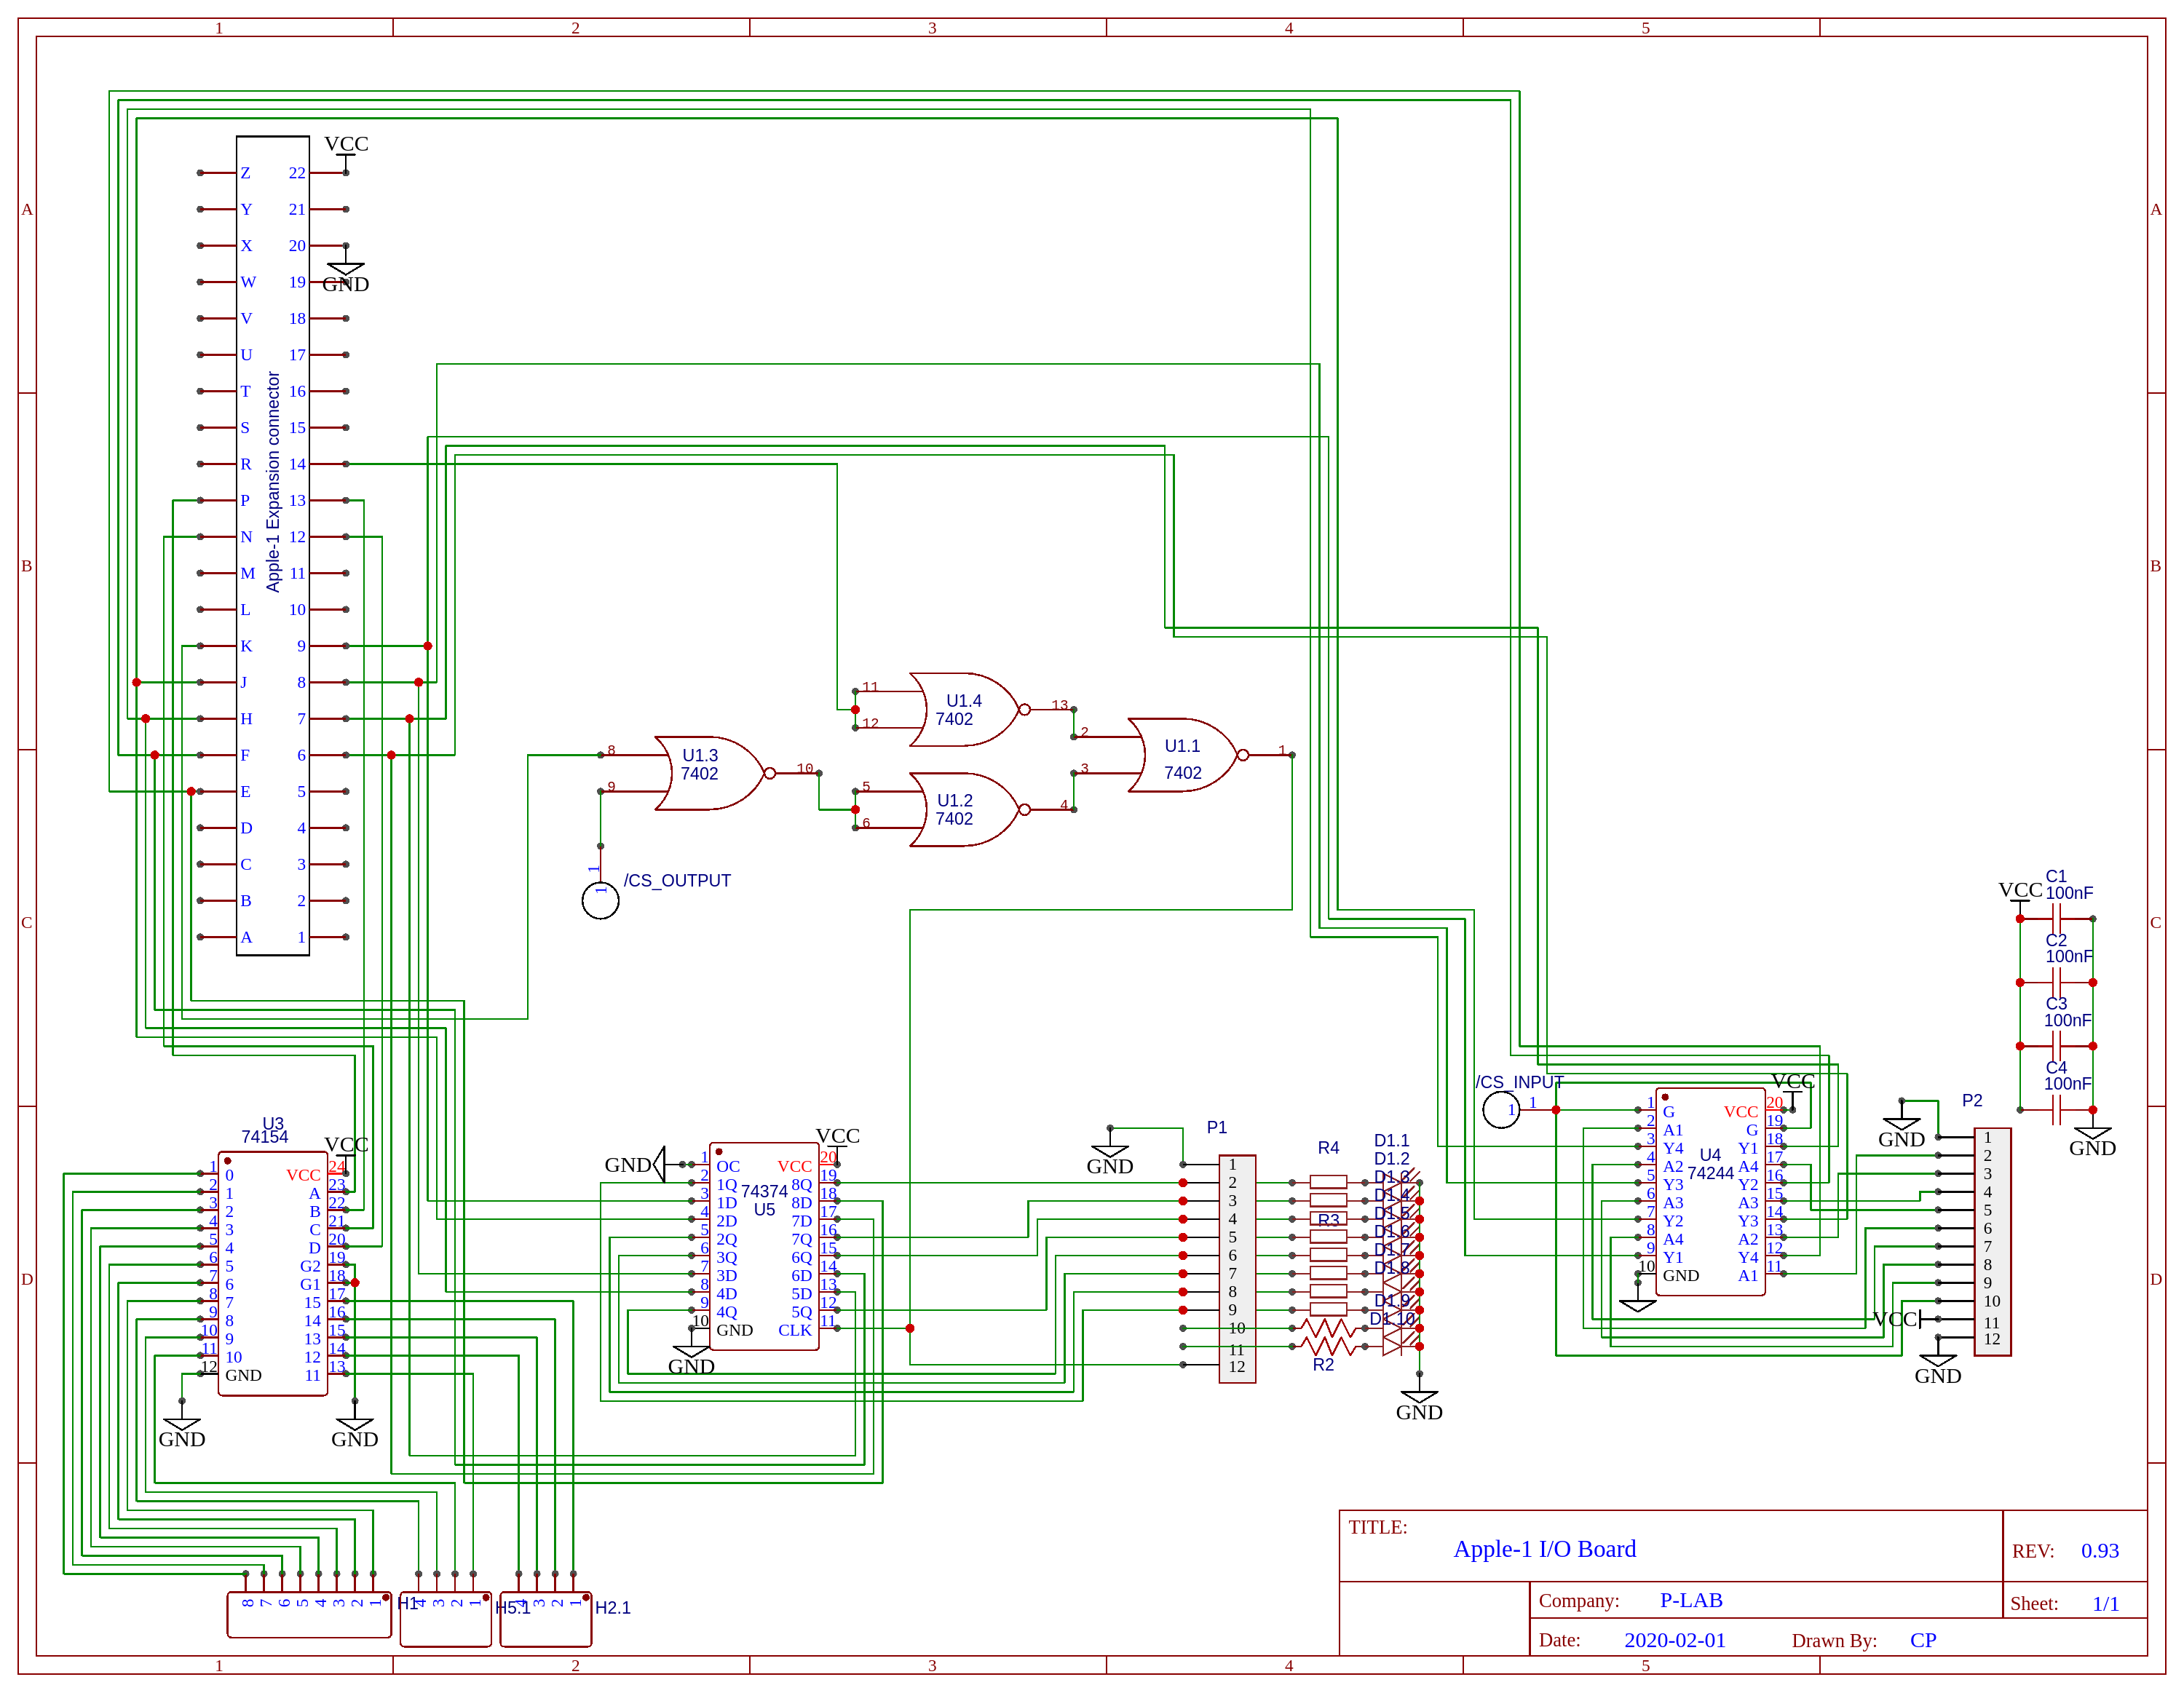 1 2 3 4 5
A A
B B
C C
D D
1 2 3 4 5
VCC
Z 22
Y 21
X 20
W 19
GND
V 18
U 17
T 16
S 15
R 14
P 13
N 12
M 11
L 10
K 9
J 8
H 7
F 6
E 5
D 4
C 3
B 2
A 1
Apple-1 Expansion connector
8
9
U1.3
7402
10
11
12
U1.4
7402
13
5
6
U1.2
7402
4
2
3
U1.1
7402
1
1
1
/CS_OUTPUT
VCC
C1
100nF
C2
100nF
C3
100nF
C4
100nF
GND
U3
74154
VCC
1 0 VCC 24
2 1 A 23
3 2 B 22
4 3 C 21
5 4 D 20
6 5 G2 19
7 6 G1 18
8 7 15 17
9 8 14 16
10 9 13 15
11 10 12 14
12 GND 11 13
GND
GND
GND
VCC
74374
U5
1 OC VCC 20
2 1Q 8Q 19
3 1D 8D 18
4 2D 7D 17
5 2Q 7Q 16
6 3Q 6Q 15
7 3D 6D 14
8 4D 5D 13
9 4Q 5Q 12
10 GND CLK 11
GND
GND
P1
1
2
3
4
5
6
7
8
9
10
11
12
R4
R3
R2
D1.1
D1.2
D1.3
D1.4
D1.5
D1.6
D1.7
D1.8
D1.9
D1.10
GND
/CS_INPUT
1
1
VCC
U4
74244
1 G VCC 20
2 A1 G 19
3 Y4 Y1 18
4 A2 A4 17
5 Y3 Y2 16
6 A3 A3 15
7 Y2 Y3 14
8 A4 A2 13
9 Y1 Y4 12
10 GND A1 11
GND
P2
1
2
3
4
5
6
7
8
9
10
11
12
VCC
GND
8 7 6 5 4 3 2 1
H1
4 3 2 1
H5.1
4 3 2 1
H2.1
TITLE:
Apple-1 I/O Board
REV: 0.93
Company: P-LAB
Sheet: 1/1
Date: 2020-02-01
Drawn By: CP